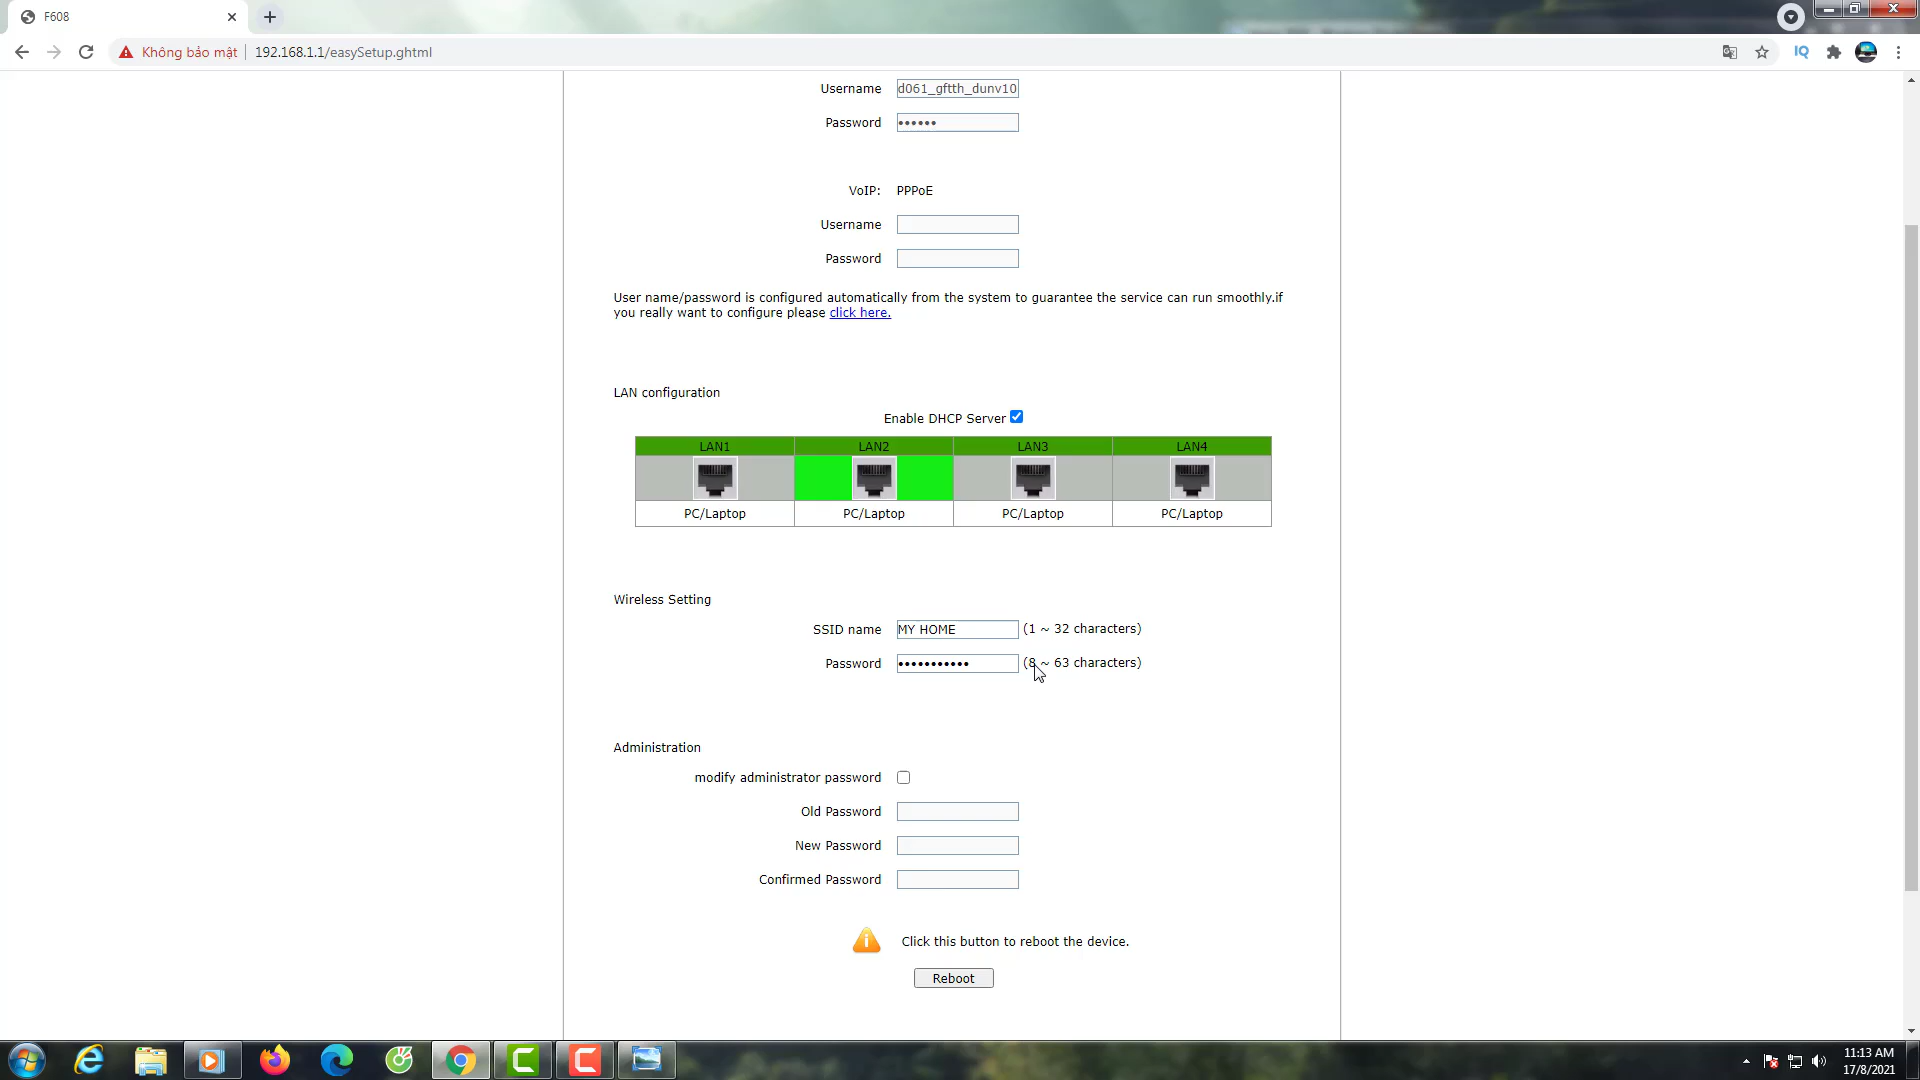 F608
Không bảo mật
192.168.1.1/easySetup.ghtml
IQ
Username d061_gftth_dunv10
Password ••••••
VoIP: PPPoE
Username
Password
User name/password is configured automatically from the system to guarantee the service can run smoothly.if
you really want to configure please click here.
LAN configuration
Enable DHCP Server
LAN1 LAN2 LAN3 LAN4
PC/Laptop PC/Laptop PC/Laptop PC/Laptop
Wireless Setting
SSID name MY HOME (1 ~ 32 characters)
Password ••••••••••• (8 ~ 63 characters)
Administration
modify administrator password
Old Password
New Password
Confirmed Password
Click this button to reboot the device.
Reboot
11:13 AM
17/8/2021